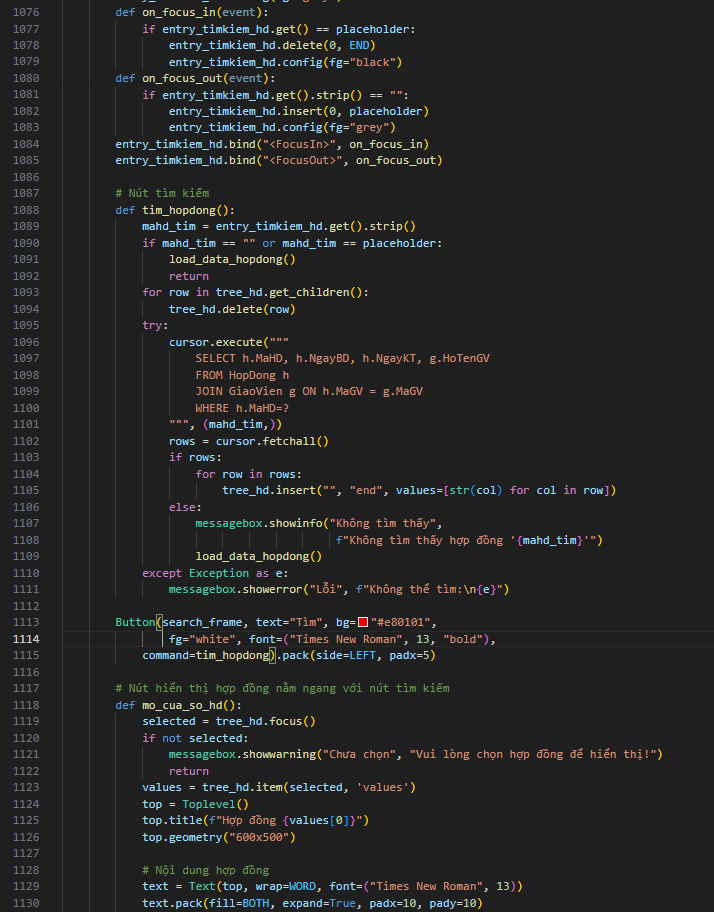 1076 def on_focus_in(event):
1077 if entry_timkiem_hd.get() == placeholder:
1078 entry_timkiem_hd.delete(0, END)
1079 entry_timkiem_hd.config(fg="black")
1080 def on_focus_out(event):
1081 if entry_timkiem_hd.get().strip() == "":
1082 entry_timkiem_hd.insert(0, placeholder)
1083 entry_timkiem_hd.config(fg="grey")
1084 entry_timkiem_hd.bind("<FocusIn>", on_focus_in)
1085 entry_timkiem_hd.bind("<FocusOut>", on_focus_out)
1086
1087 # Nút tìm kiếm
1088 def tim_hopdong():
1089 mahd_tim = entry_timkiem_hd.get().strip()
1090 if mahd_tim == "" or mahd_tim == placeholder:
1091 load_data_hopdong()
1092 return
1093 for row in tree_hd.get_children():
1094 tree_hd.delete(row)
1095 try:
1096 cursor.execute("""
1097 SELECT h.MaHD, h.NgayBD, h.NgayKT, g.HoTenGV
1098 FROM HopDong h
1099 JOIN GiaoVien g ON h.MaGV = g.MaGV
1100 WHERE h.MaHD=?
1101 """, (mahd_tim,))
1102 rows = cursor.fetchall()
1103 if rows:
1104 for row in rows:
1105 tree_hd.insert("", "end", values=[str(col) for col in row])
1106 else:
1107 messagebox.showinfo("Không tìm thấy",
1108 f"Không tìm thấy hợp đồng '{mahd_tim}'")
1109 load_data_hopdong()
1110 except Exception as e:
1111 messagebox.showerror("Lỗi", f"Không thể tìm:\n{e}")
1112
1113 Button(search_frame, text="Tìm", bg="#e80101",
1114 fg="white", font=("Times New Roman", 13, "bold"),
1115 command=tim_hopdong).pack(side=LEFT, padx=5)
1116
1117 # Nút hiển thị hợp đồng nằm ngang với nút tìm kiếm
1118 def mo_cua_so_hd():
1119 selected = tree_hd.focus()
1120 if not selected:
1121 messagebox.showwarning("Chưa chọn", "Vui lòng chọn hợp đồng để hiển thị!")
1122 return
1123 values = tree_hd.item(selected, 'values')
1124 top = Toplevel()
1125 top.title(f"Hợp đồng {values[0]}")
1126 top.geometry("600x500")
1127
1128 # Nội dung hợp đồng
1129 text = Text(top, wrap=WORD, font=("Times New Roman", 13))
1130 text.pack(fill=BOTH, expand=True, padx=10, pady=10)